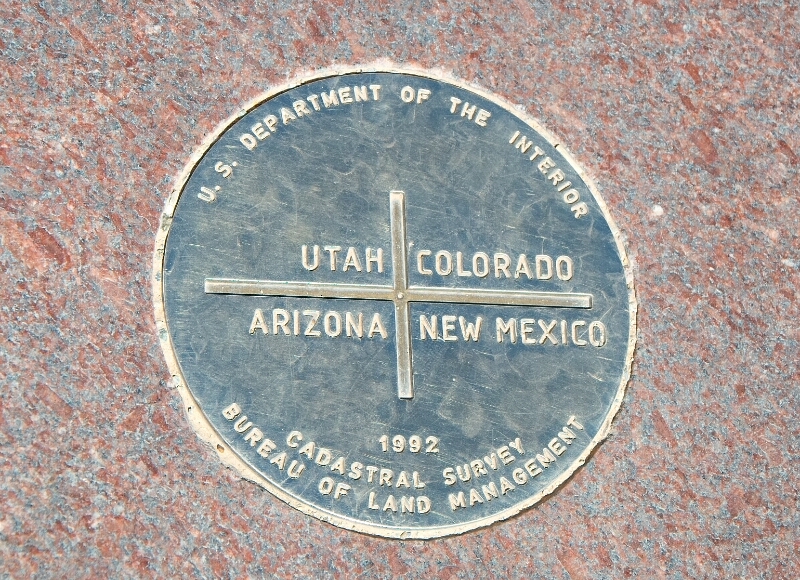 U. S. DEPARTMENT OF THE INTERIOR
UTAH COLORADO
ARIZONA NEW MEXICO
1992
CADASTRAL SURVEY
BUREAU OF LAND MANAGEMENT